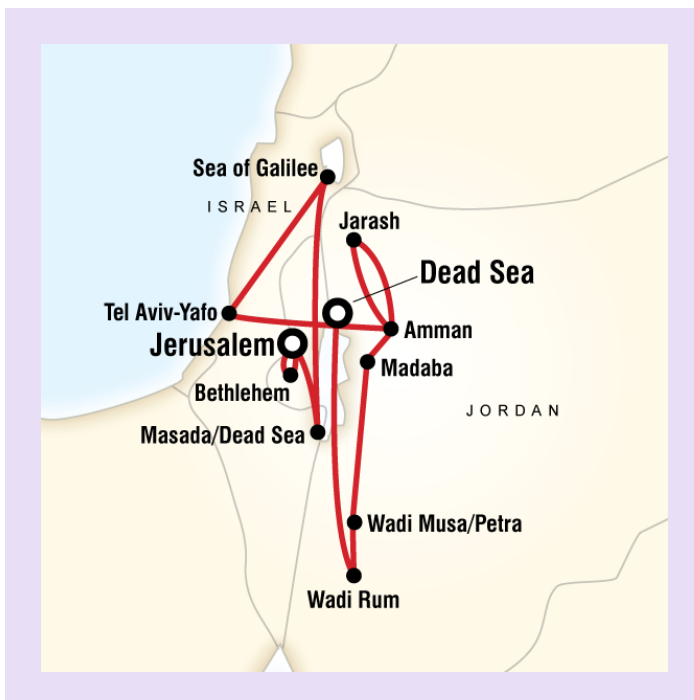 Sea of Galilee
ISRAEL
Jarash
Dead Sea
Tel Aviv-Yafo
Amman
Jerusalem
Madaba
Bethlehem
JORDAN
Masada/Dead Sea
Wadi Musa/Petra
Wadi Rum